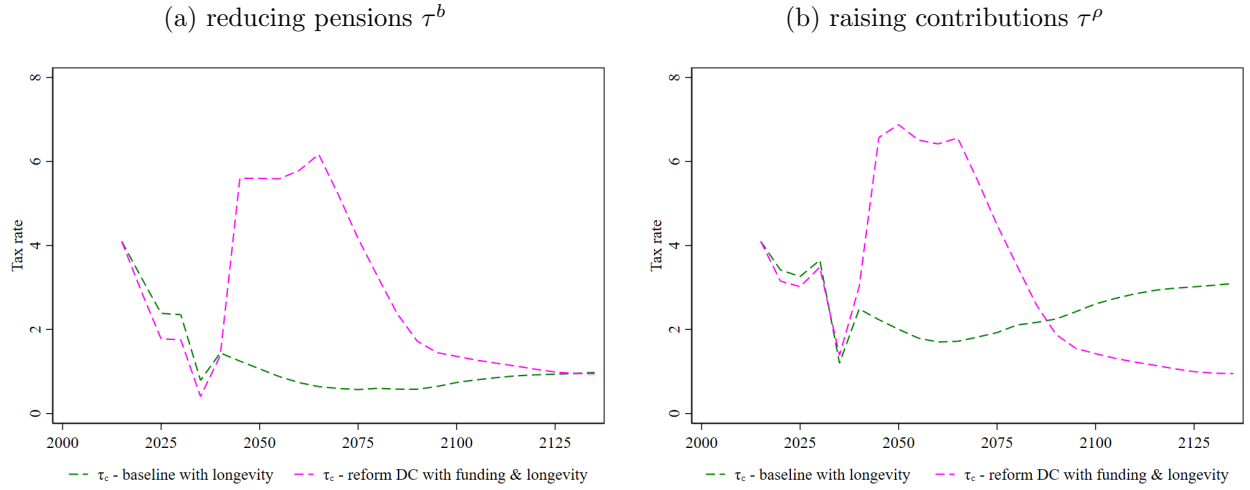 (a) reducing pensions τᵇ
(b) raising contributions τᵖ
Tax rate
8
6
4
2
0
2000 2025 2050 2075 2100 2125
τc - baseline with longevity τc - reform DC with funding & longevity
Tax rate
8
6
4
2
0
2000 2025 2050 2075 2100 2125
τc - baseline with longevity τc - reform DC with funding & longevity